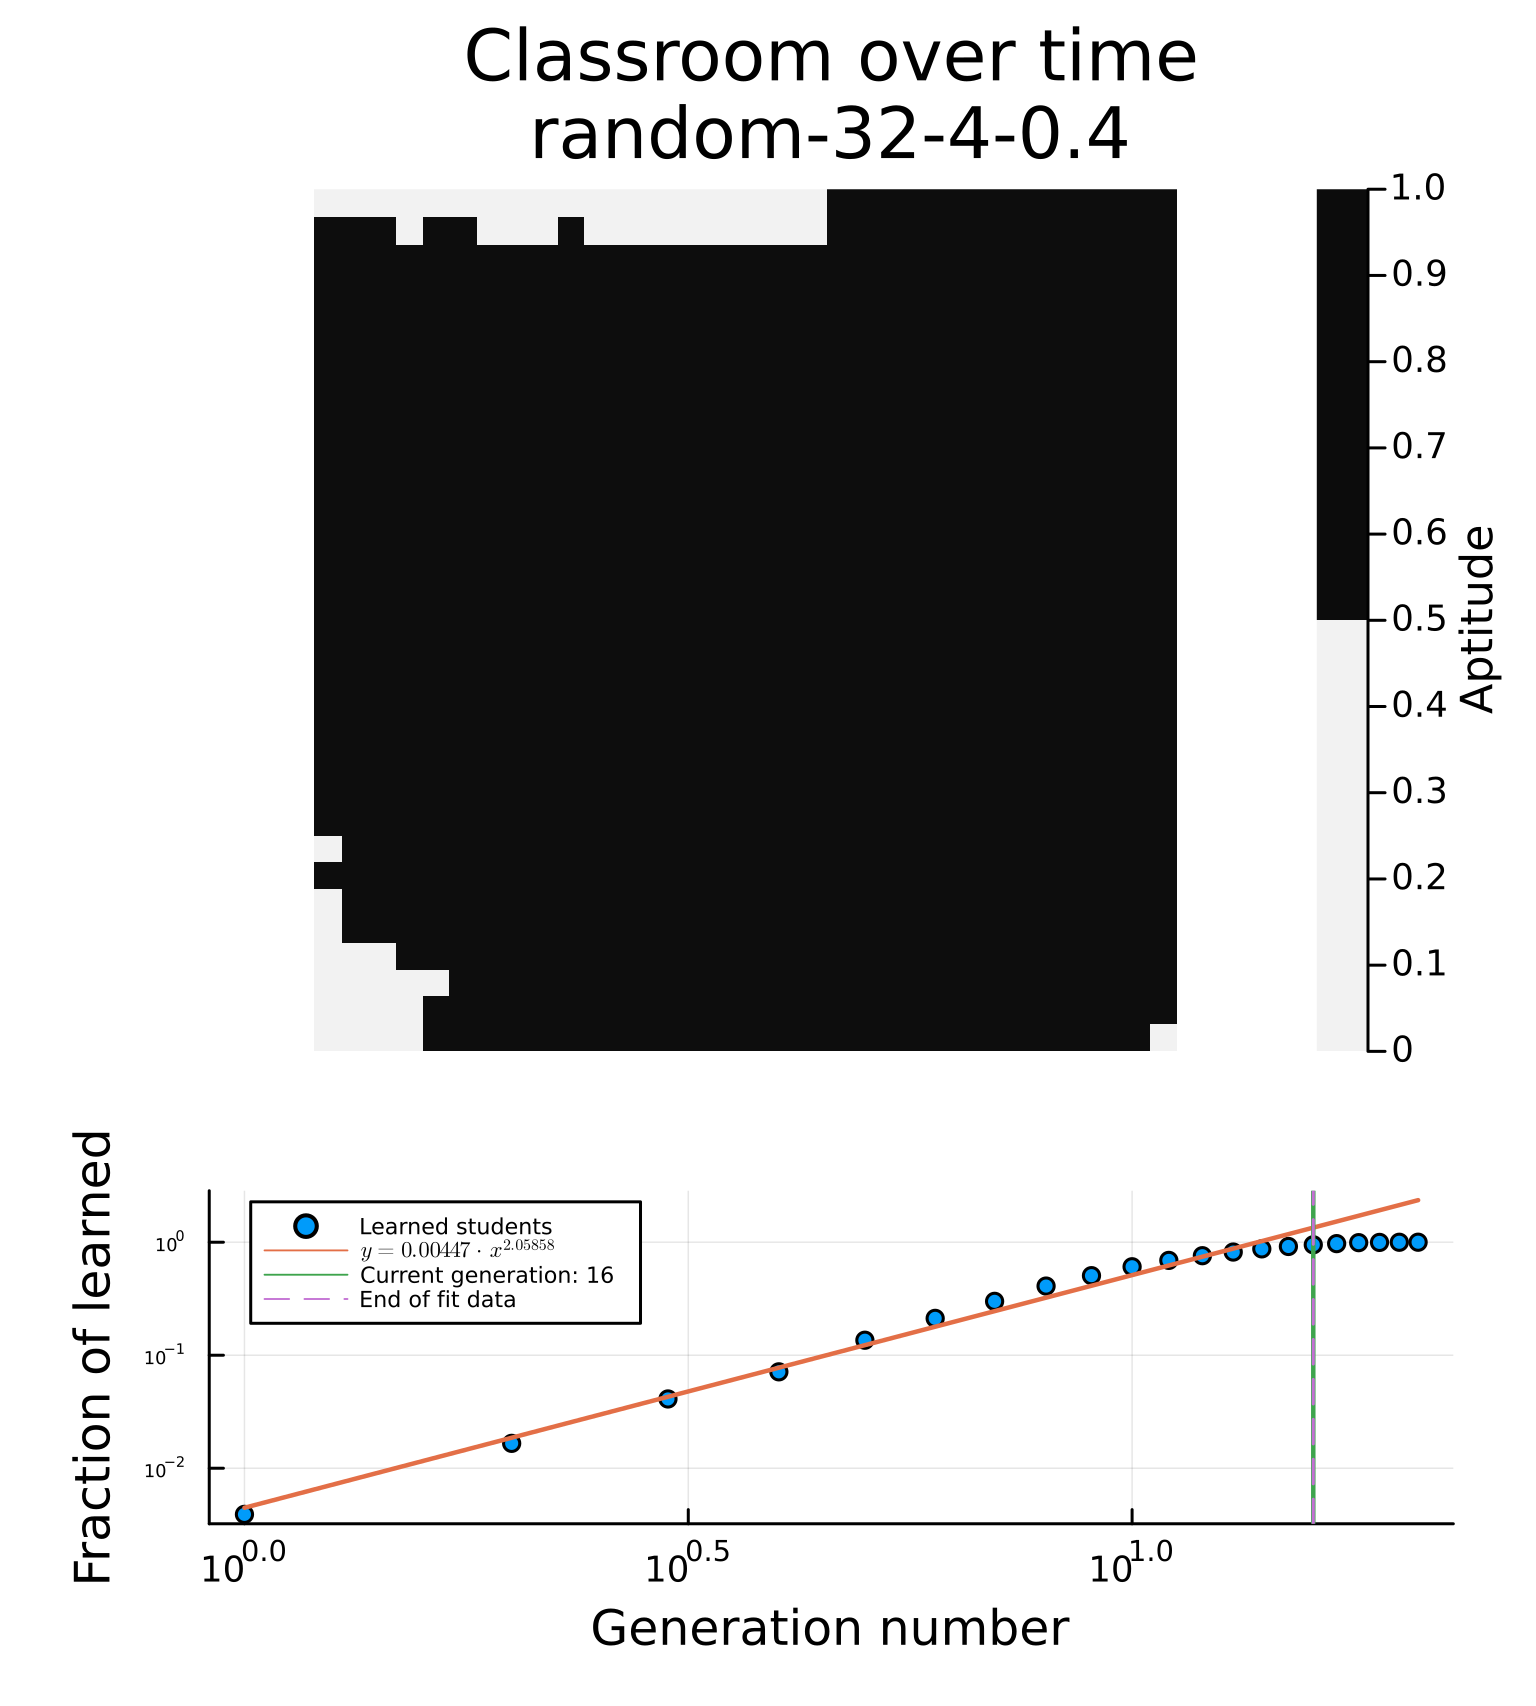 Classroom over time
random-32-4-0.4
1.0
0.9
0.8
0.7
0.6
0.5
0.4
0.3
0.2
0.1
0
Aptitude
Fraction of learned
10⁰
10⁻¹
10⁻²
Learned students
y = 0.00447 · x^2.05858
Current generation: 16
End of fit data
10^0.0
10^0.5
10^1.0
Generation number